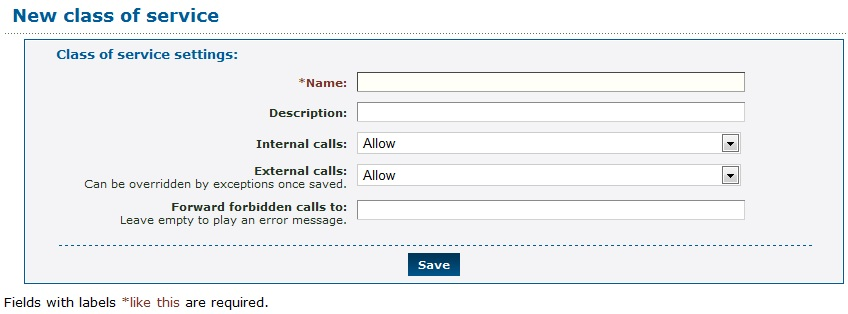 New class of service
Class of service settings:
*Name:
Description:
Internal calls: Allow
External calls: Allow
Can be overridden by exceptions once saved.
Forward forbidden calls to:
Leave empty to play an error message.
Save
Fields with labels *like this are required.